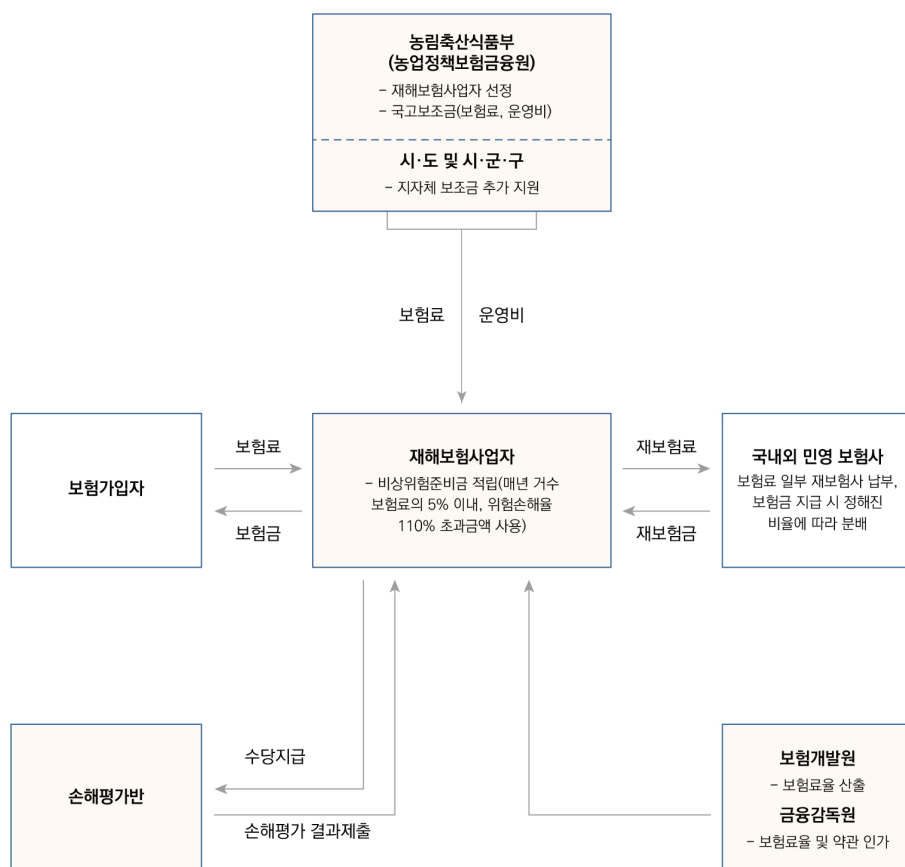 농림축산식품부
(농업정책보험금융원)
– 재해보험사업자 선정
– 국고보조금(보험료, 운영비)
시·도 및 시·군·구
– 지자체 보조금 추가 지원
보험료
운영비
보험가입자
보험료
보험금
재해보험사업자
– 비상위험준비금 적립(매년 거수
보험료의 5% 이내, 위험손해율
110% 초과금액 사용)
재보험료
재보험금
국내외 민영 보험사
보험료 일부 재보험사 납부,
보험금 지급 시 정해진
비율에 따라 분배
손해평가반
수당지급
손해평가 결과제출
보험개발원
– 보험료율 산출
금융감독원
– 보험료율 및 약관 인가